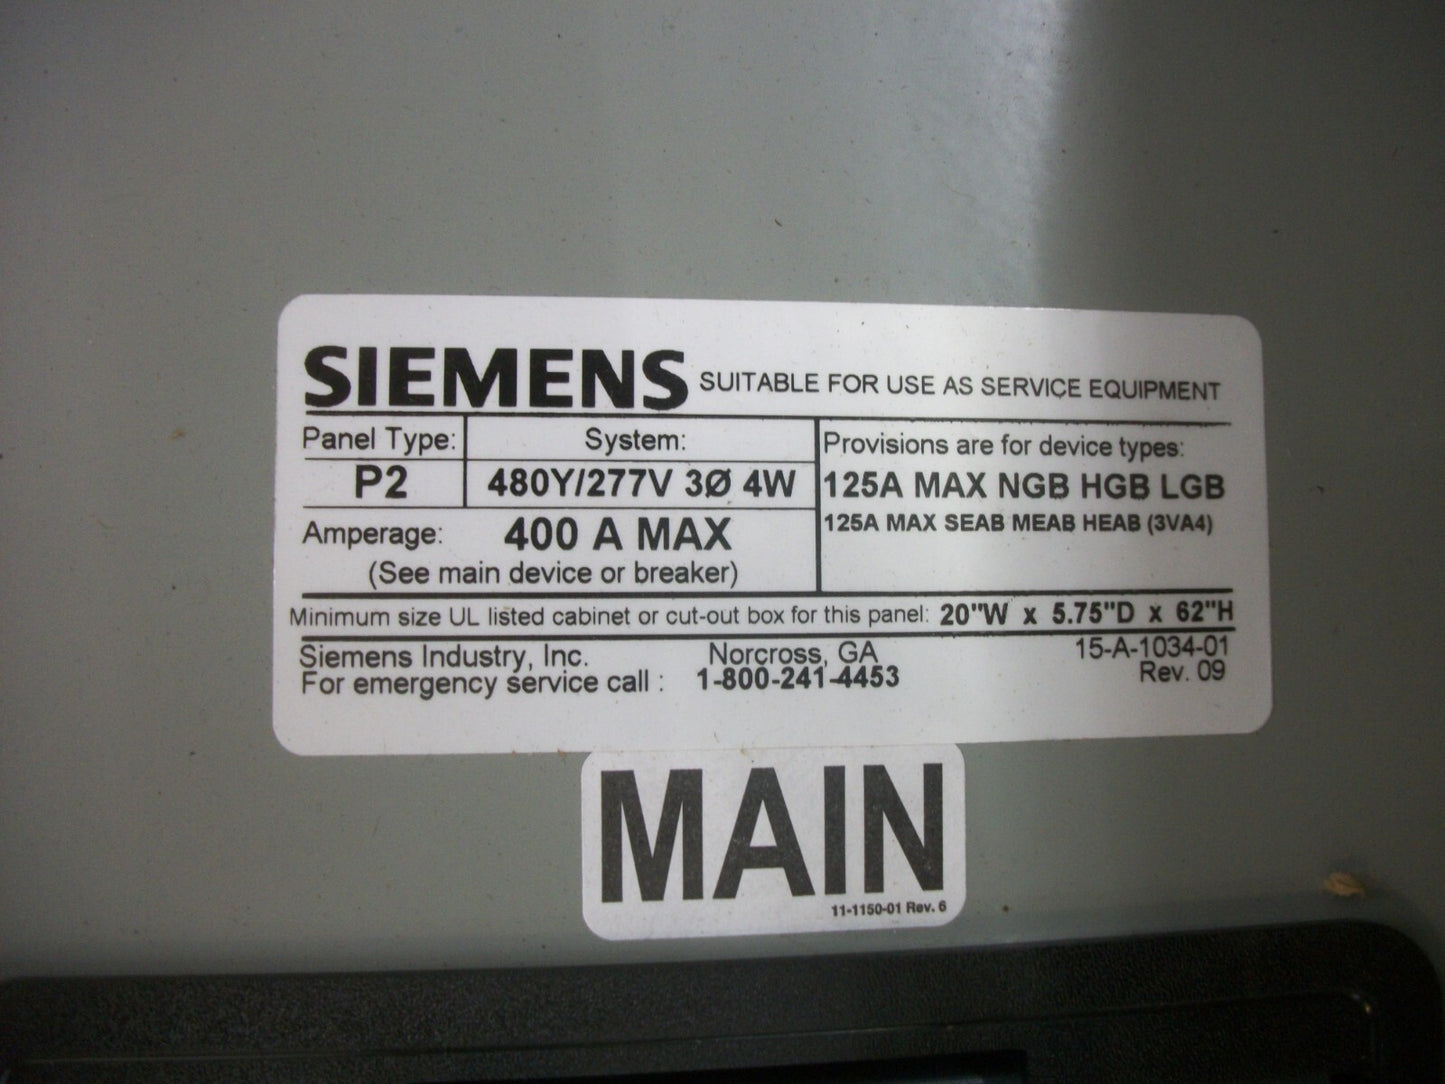 SIEMENS SUITABLE FOR USE AS SERVICE EQUIPMENT
Panel Type:
P2
System:
480Y/277V 3Ø 4W
Amperage: 400 A MAX
(See main device or breaker)
Provisions are for device types:
125A MAX NGB HGB LGB
125A MAX SEAB MEAB HEAB (3VA4)
Minimum size UL listed cabinet or cut-out box for this panel: 20"W x 5.75"D x 62"H
Siemens Industry, Inc. Norcross, GA 15-A-1034-01
For emergency service call : 1-800-241-4453 Rev. 09
MAIN
11-1150-01 Rev. 6